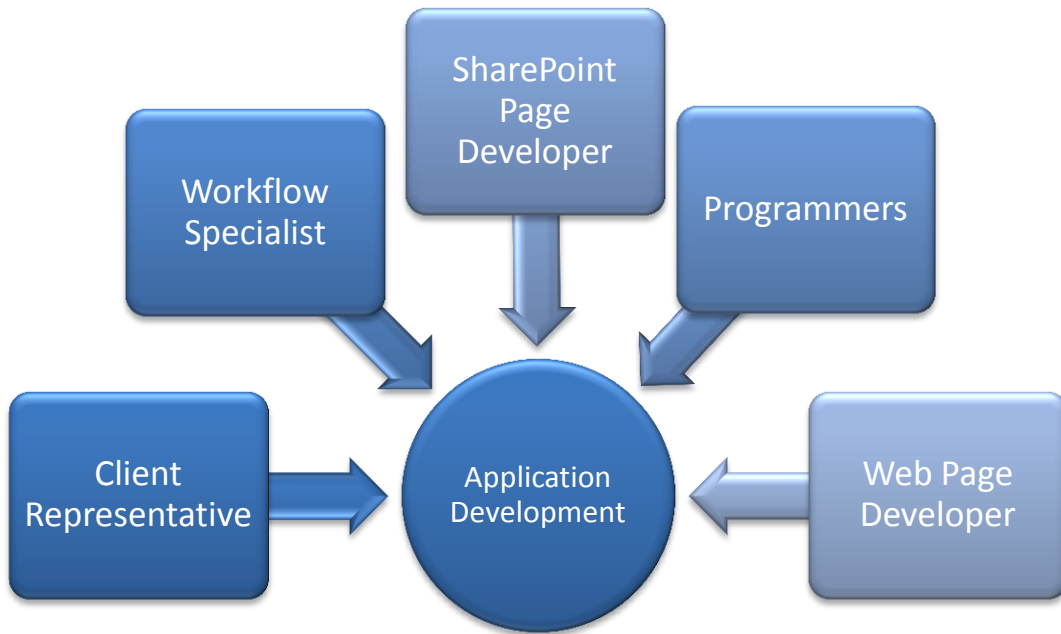 SharePoint
Page
Developer
Workflow
Specialist
Programmers
Client
Representative
Application
Development
Web Page
Developer